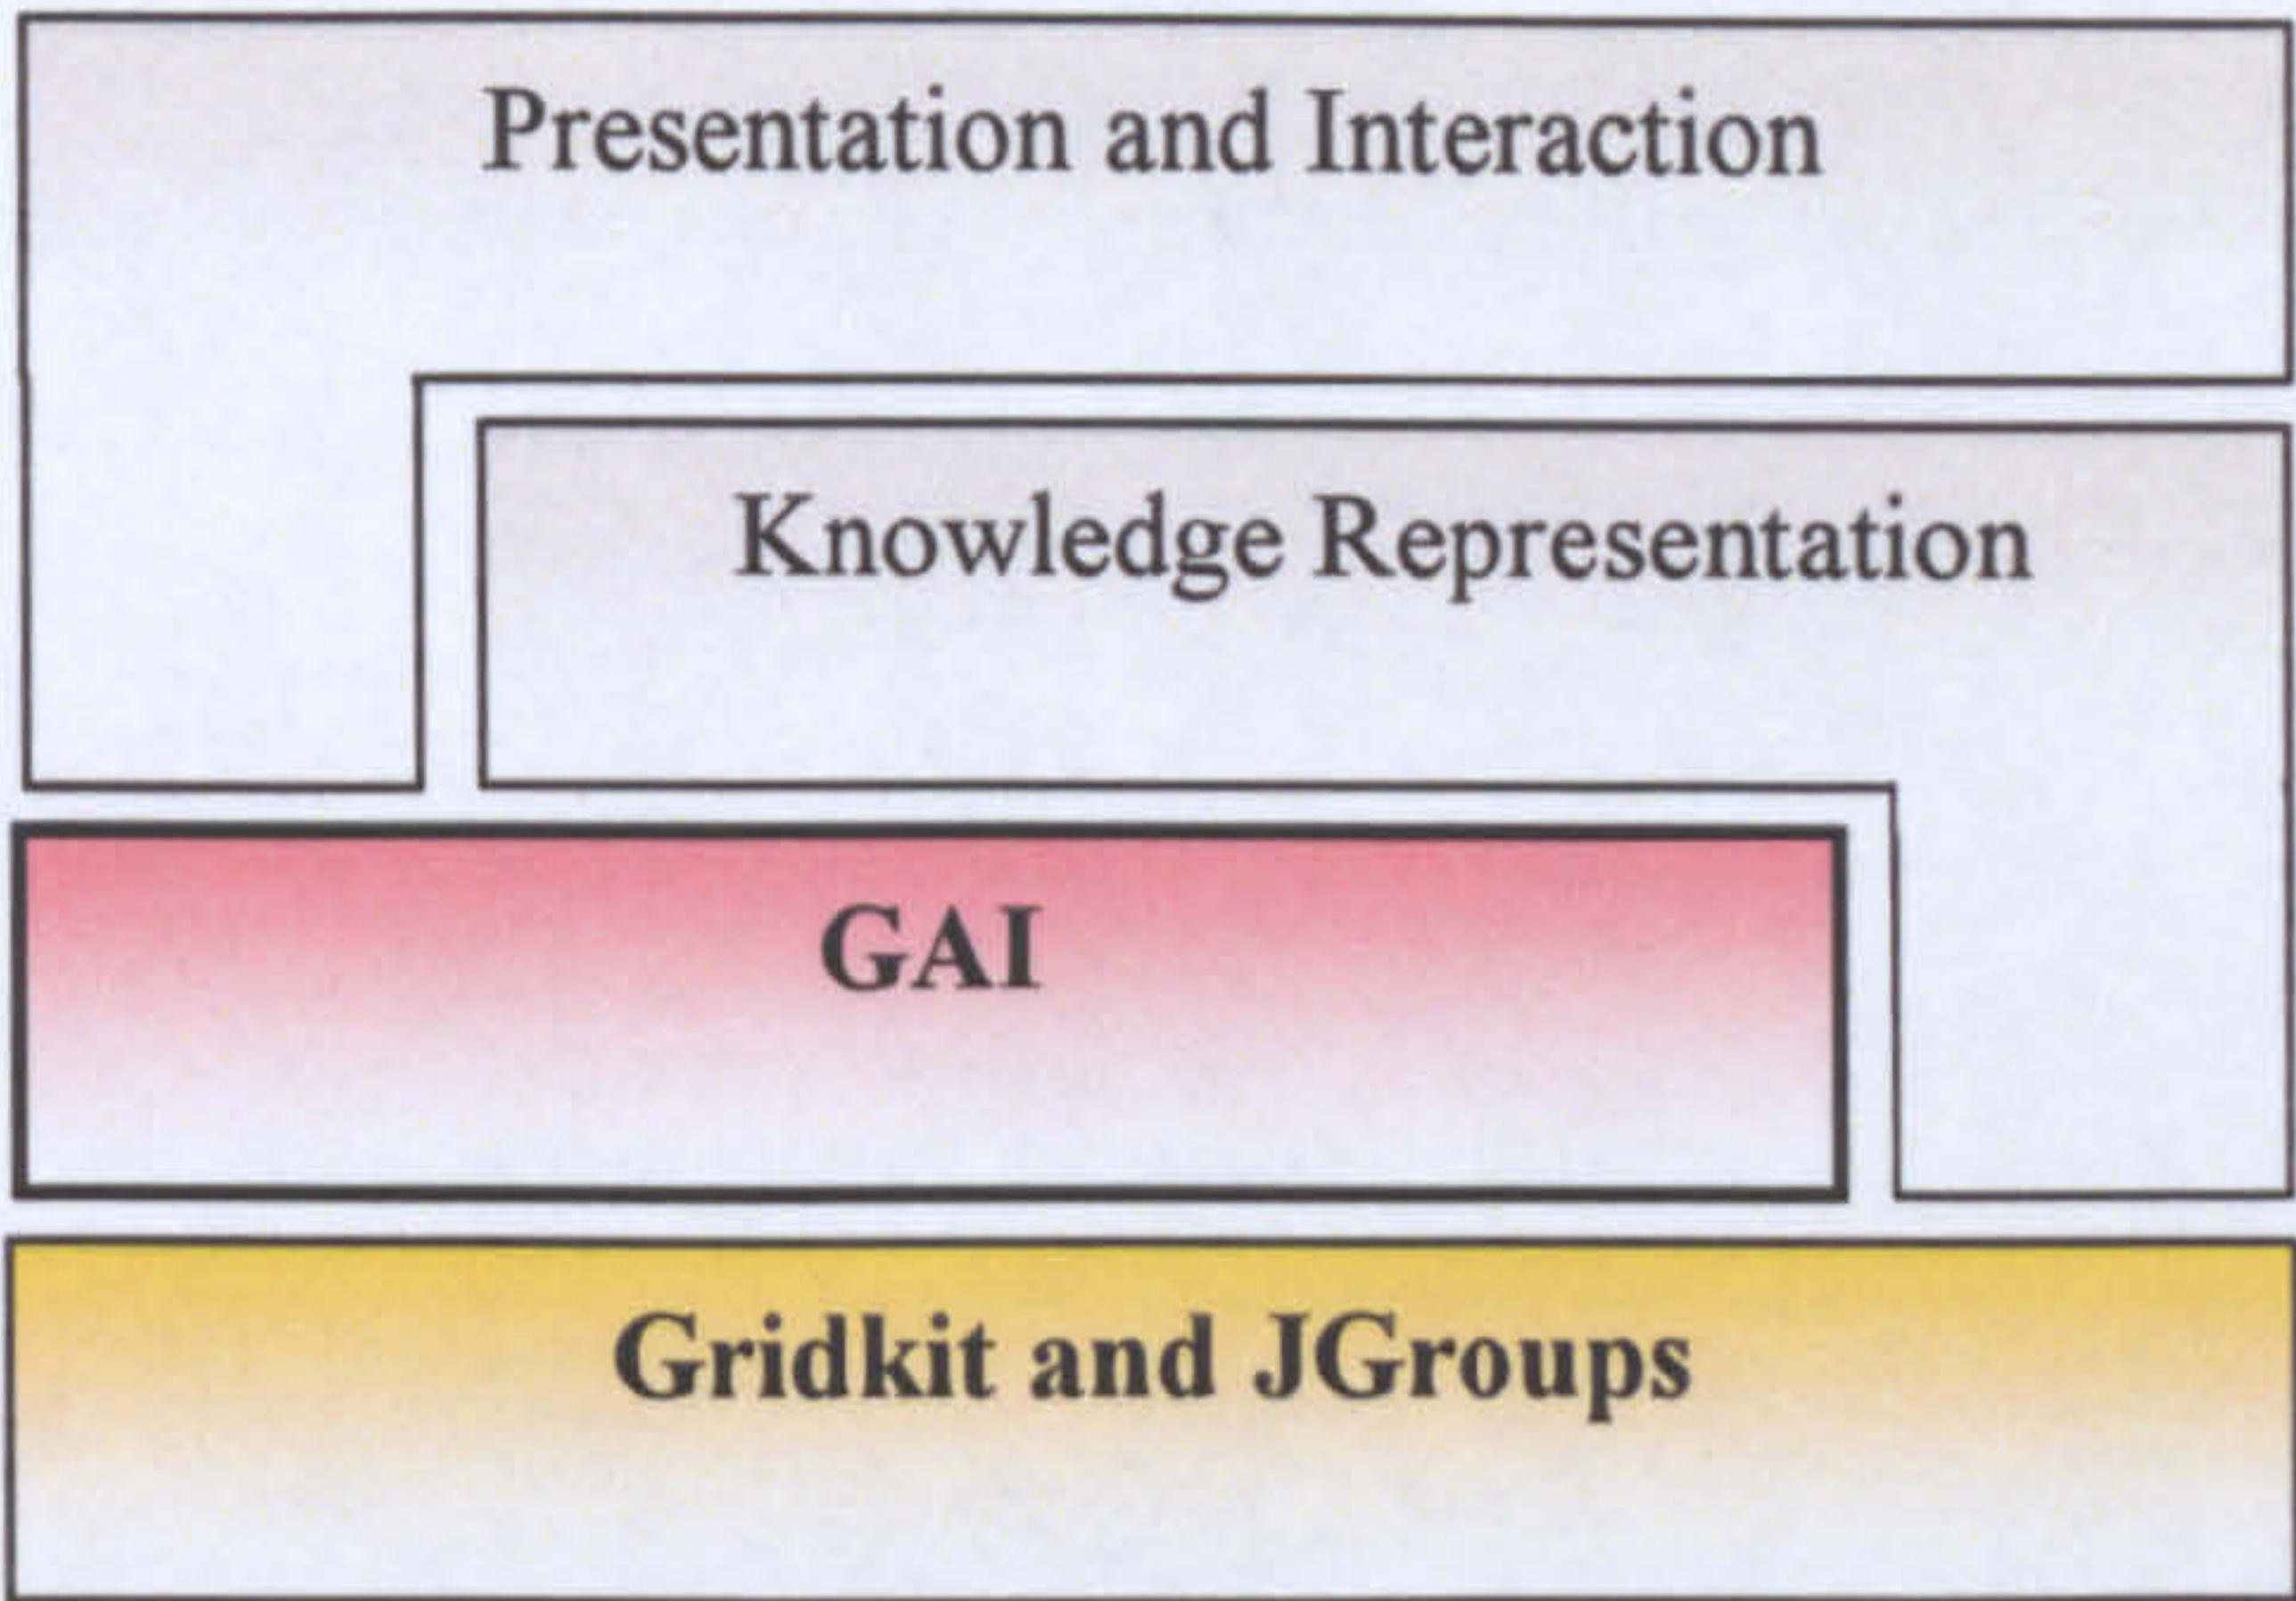 Presentation and Interaction
Knowledge Representation
GAI
Gridkit and JGroups